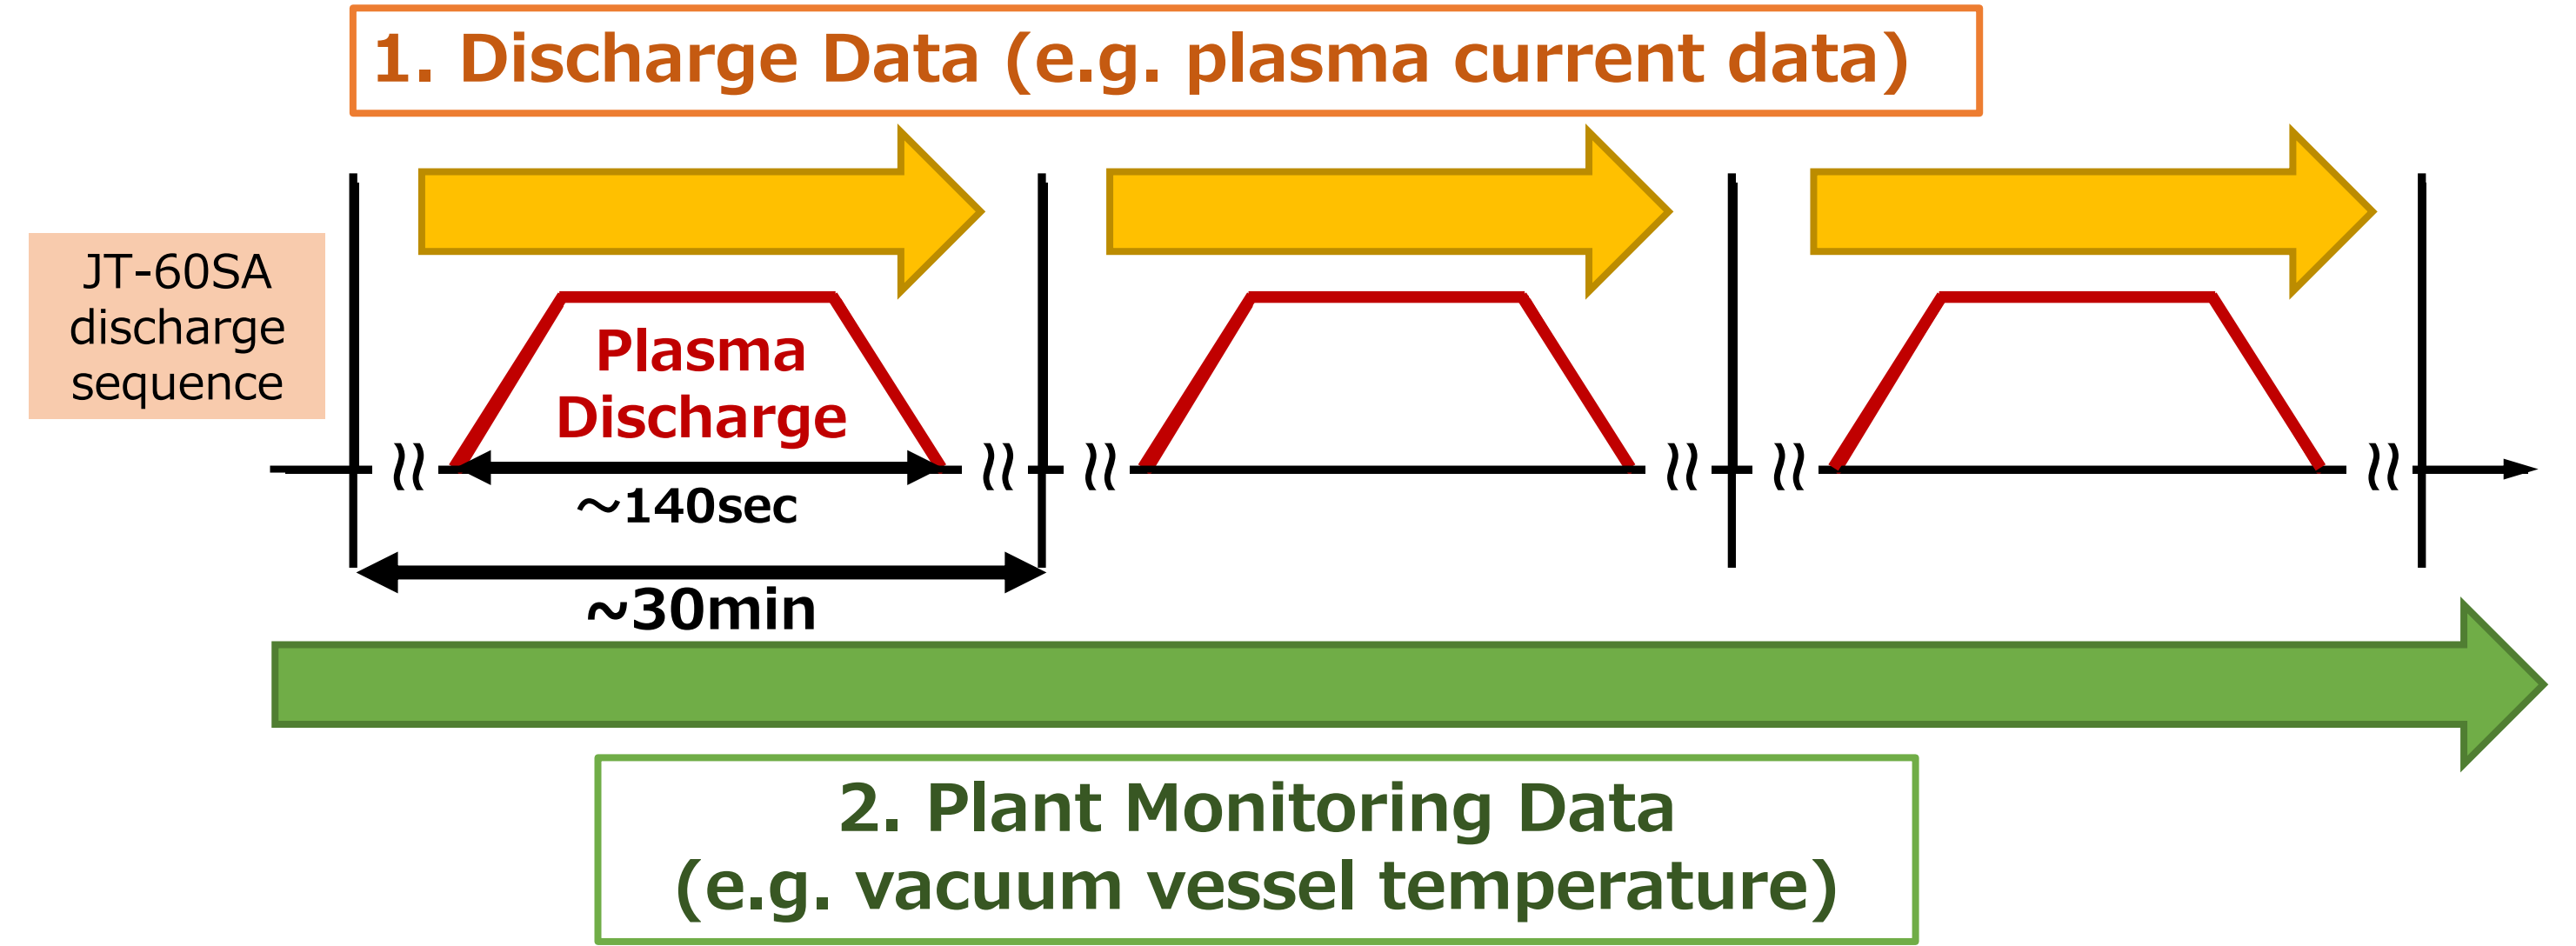 1. Discharge Data (e.g. plasma current data)
JT-60SA
discharge
sequence
Plasma
Discharge
～140sec
~30min
2. Plant Monitoring Data
(e.g. vacuum vessel temperature)